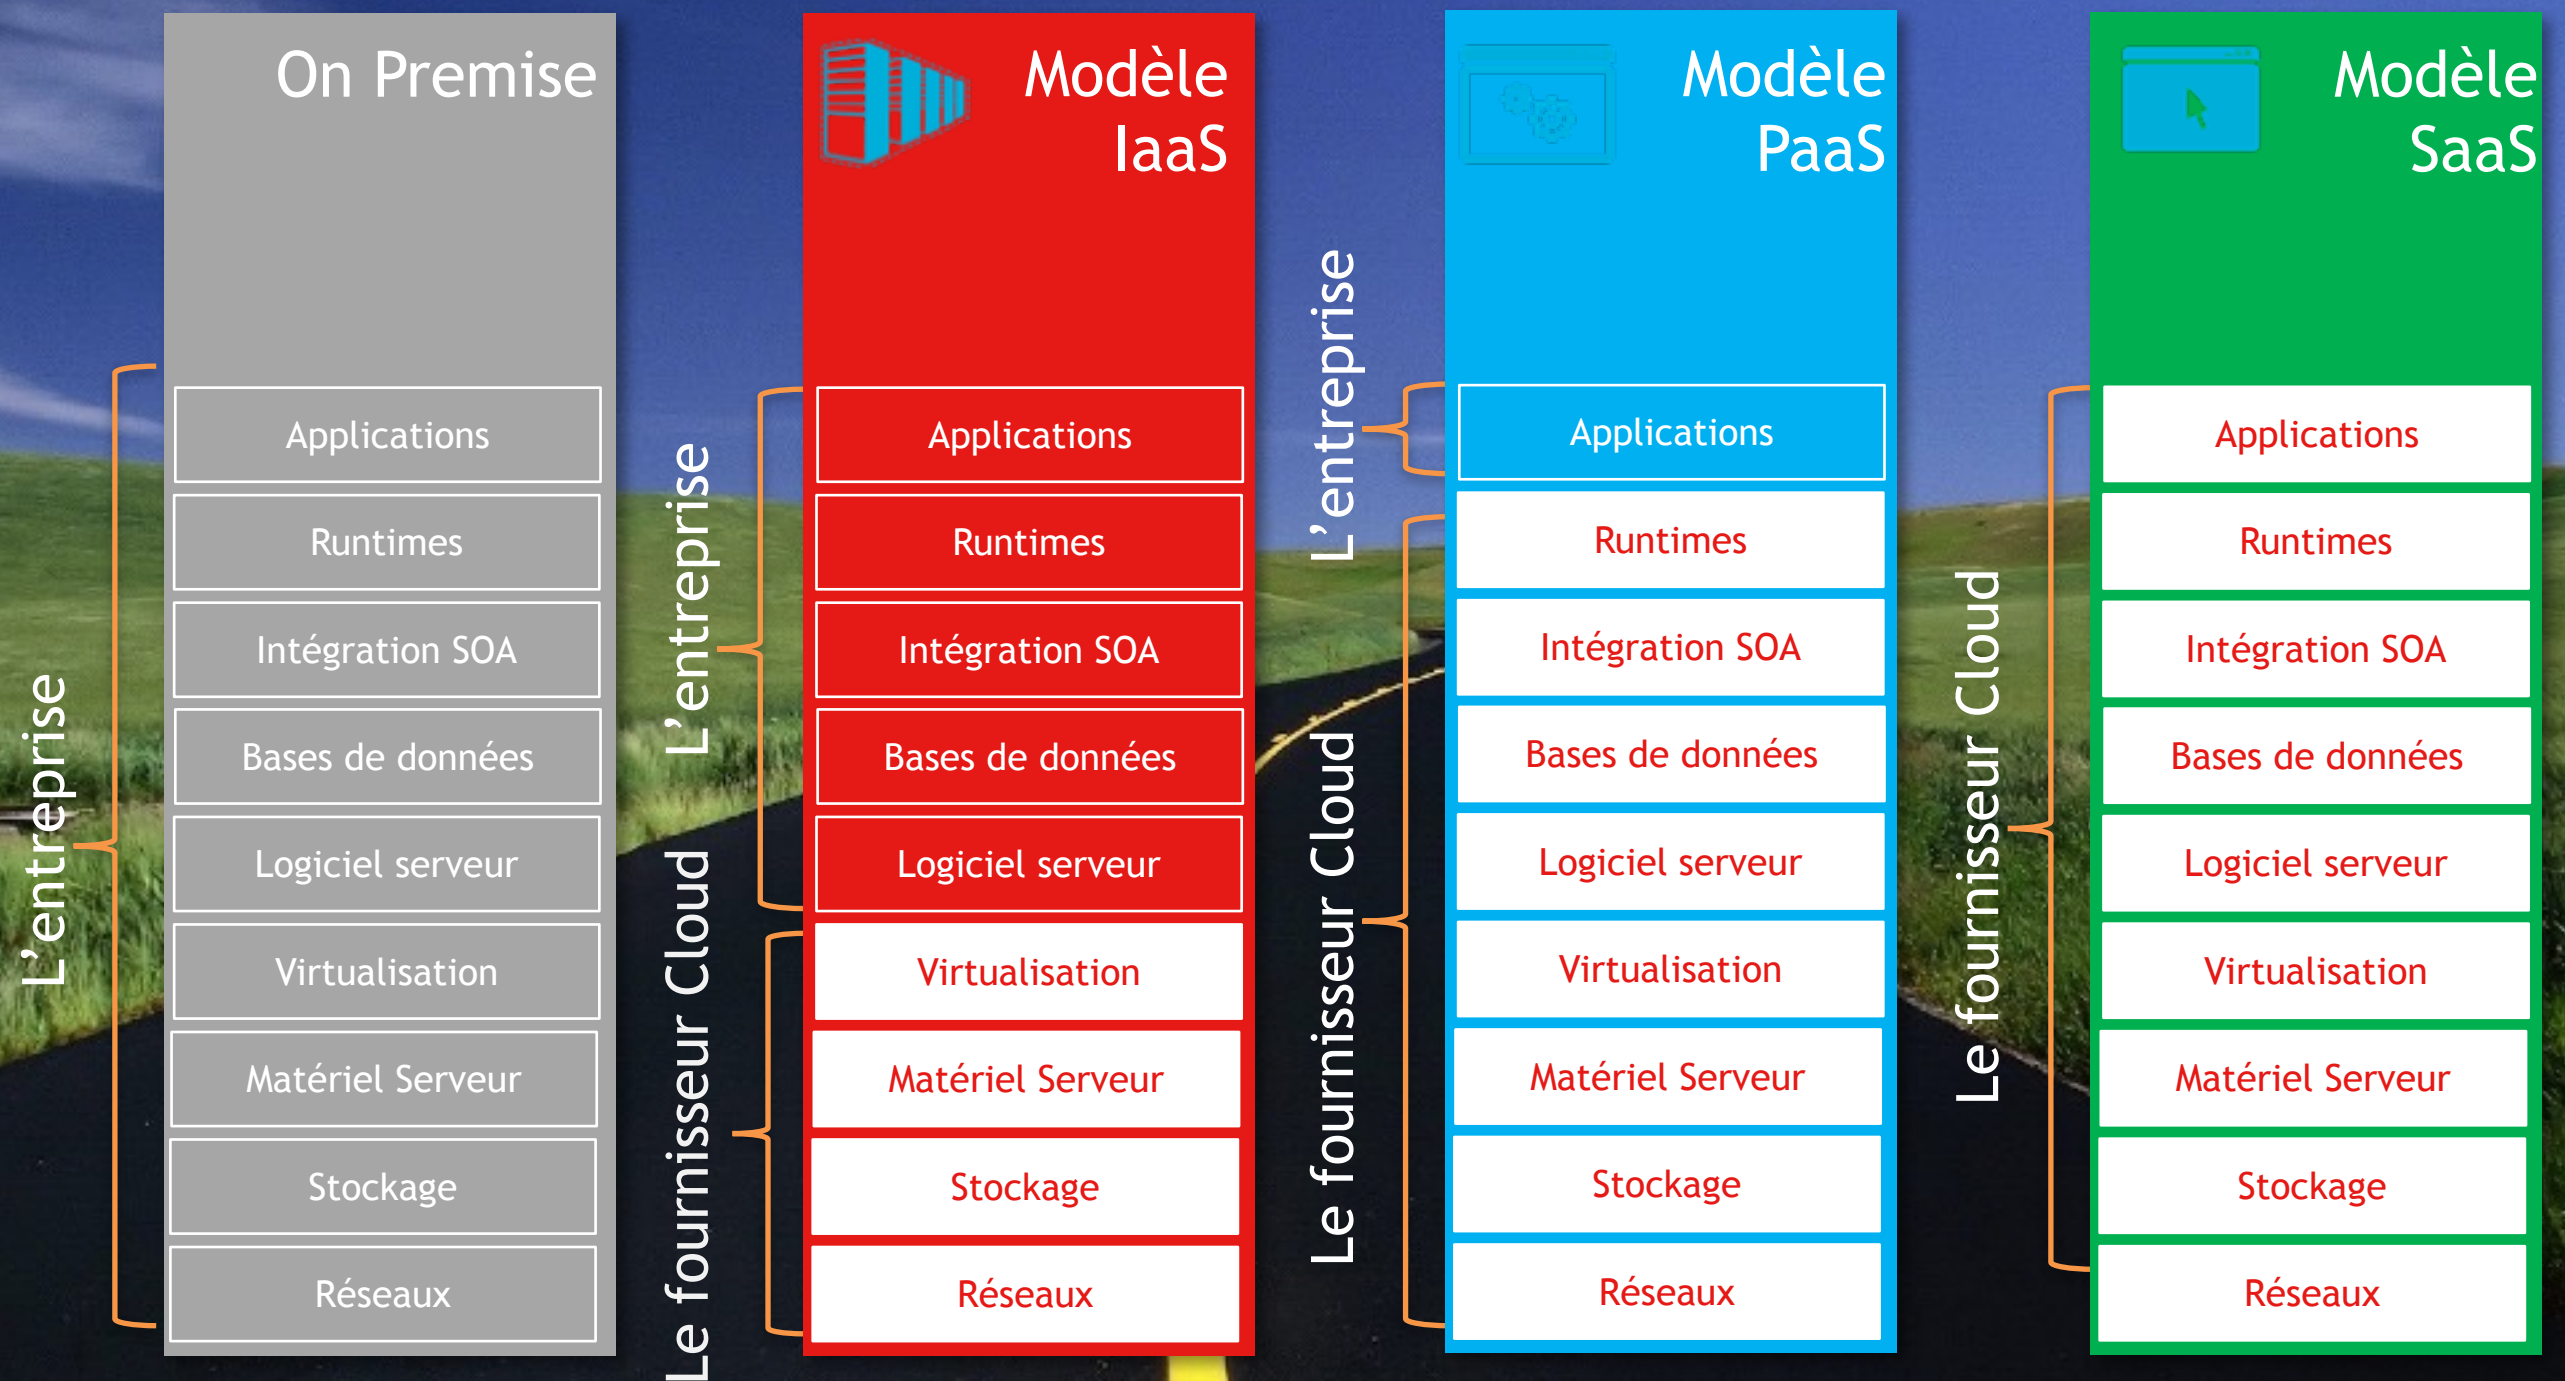 On Premise
L'entreprise
Applications
Runtimes
Intégration SOA
Bases de données
Logiciel serveur
Virtualisation
Matériel Serveur
Stockage
Réseaux
Modèle
IaaS
L'entreprise
Le fournisseur Cloud
Applications
Runtimes
Intégration SOA
Bases de données
Logiciel serveur
Virtualisation
Matériel Serveur
Stockage
Réseaux
Modèle
PaaS
L'entreprise
Le fournisseur Cloud
Applications
Runtimes
Intégration SOA
Bases de données
Logiciel serveur
Virtualisation
Matériel Serveur
Stockage
Réseaux
Modèle
SaaS
Le fournisseur Cloud
Applications
Runtimes
Intégration SOA
Bases de données
Logiciel serveur
Virtualisation
Matériel Serveur
Stockage
Réseaux